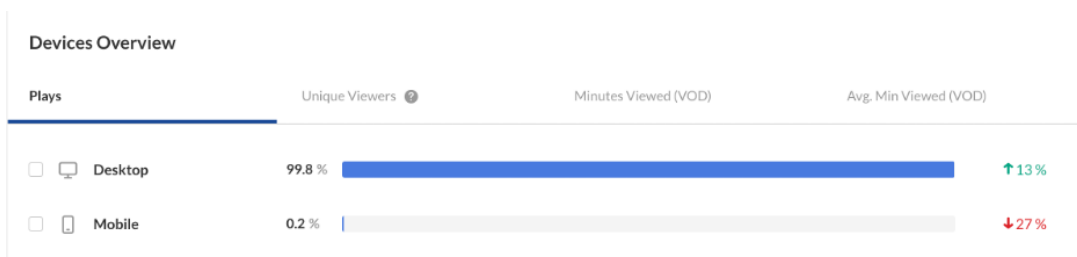 Devices Overview
Plays Unique Viewers ? Minutes Viewed (VOD) Avg. Min Viewed (VOD)
Desktop 99.8 % ↑ 13 %
Mobile 0.2 % ↓ 27 %